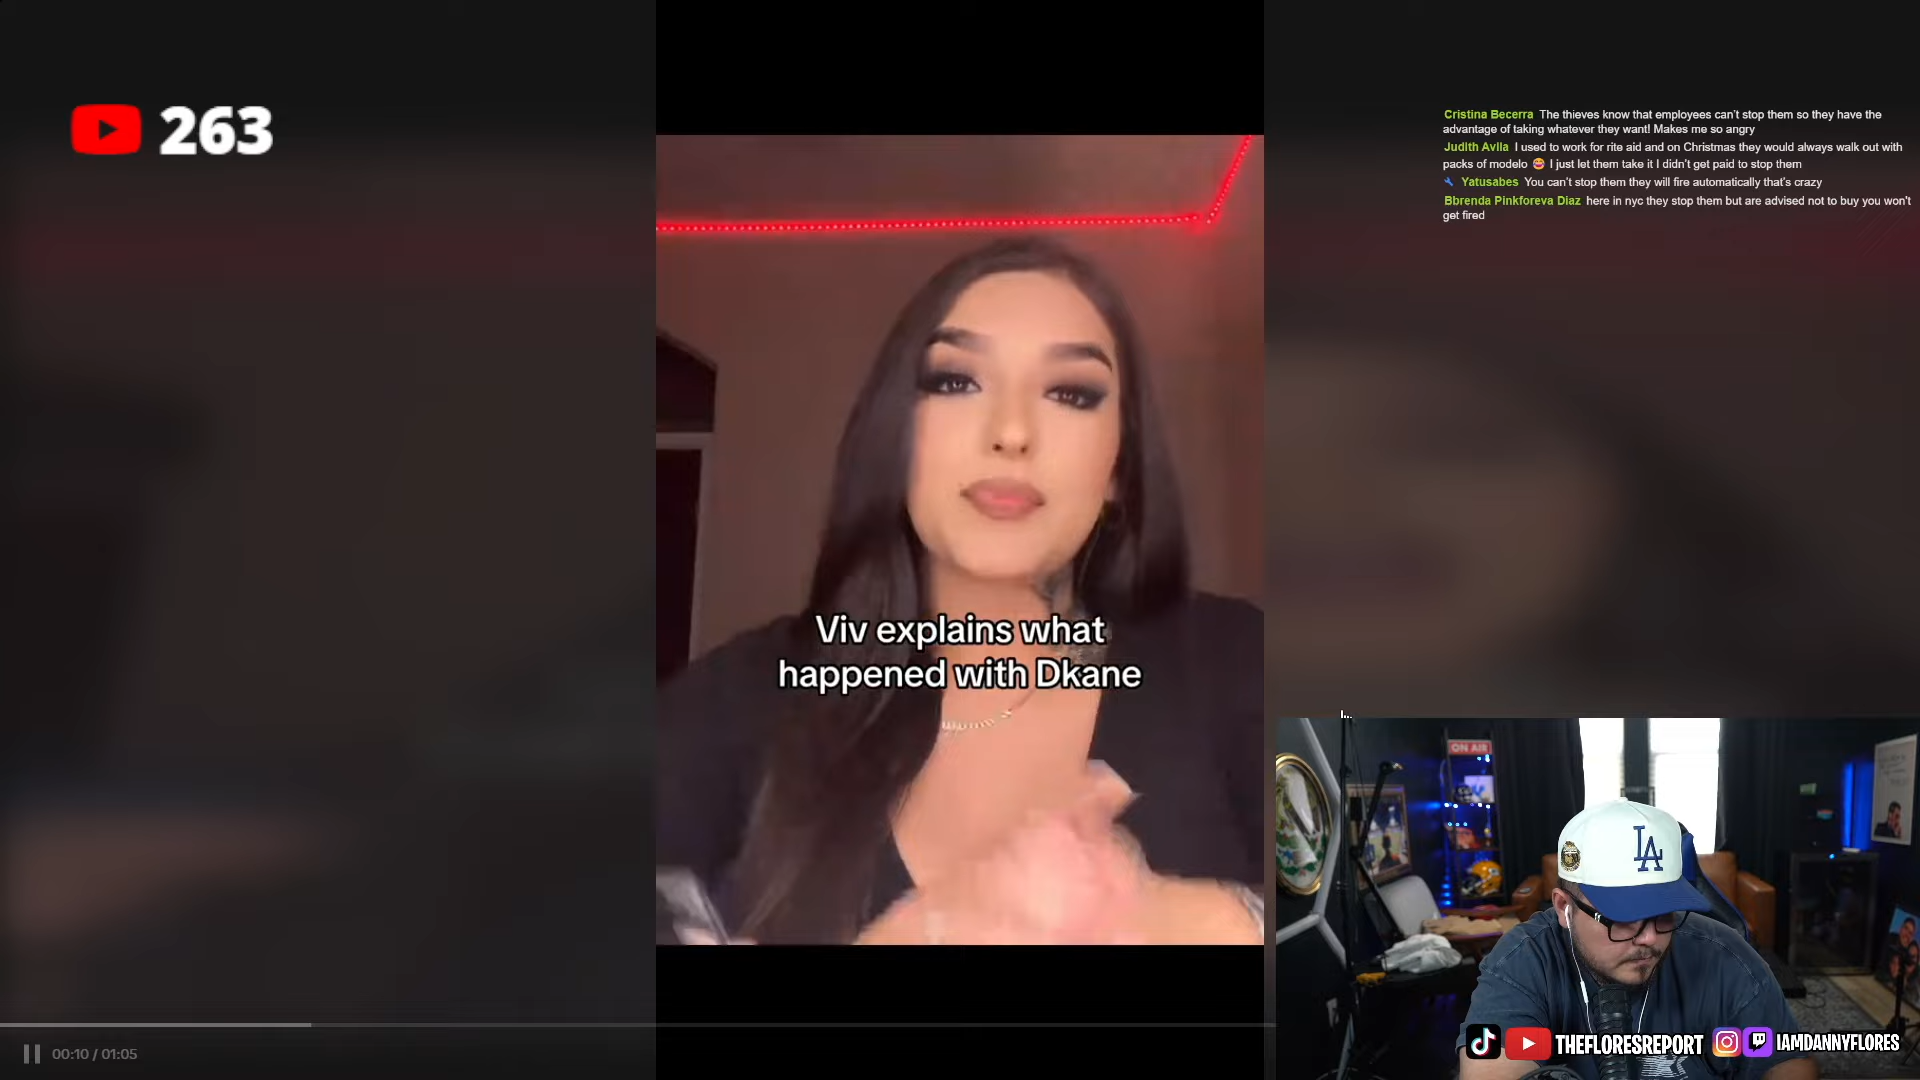 263
Cristina Becerra The thieves know that employees can't stop them so they have the
advantage of taking whatever they want! Makes me so angry
Judith Avila I used to work for rite aid and on Christmas they would always walk out with
packs of modelo 😂 I just let them take it I didn't get paid to stop them
Yatusabes You can't stop them they will fire automatically that's crazy
Bbrenda Pinkforeva Diaz here in nyc they stop them but are advised not to buy you won't
get fired
Viv explains what
happened with Dkane
ON AIR
LA
00:10 / 01:05
THEFLORESREPORT
IAMDANNYFLORES